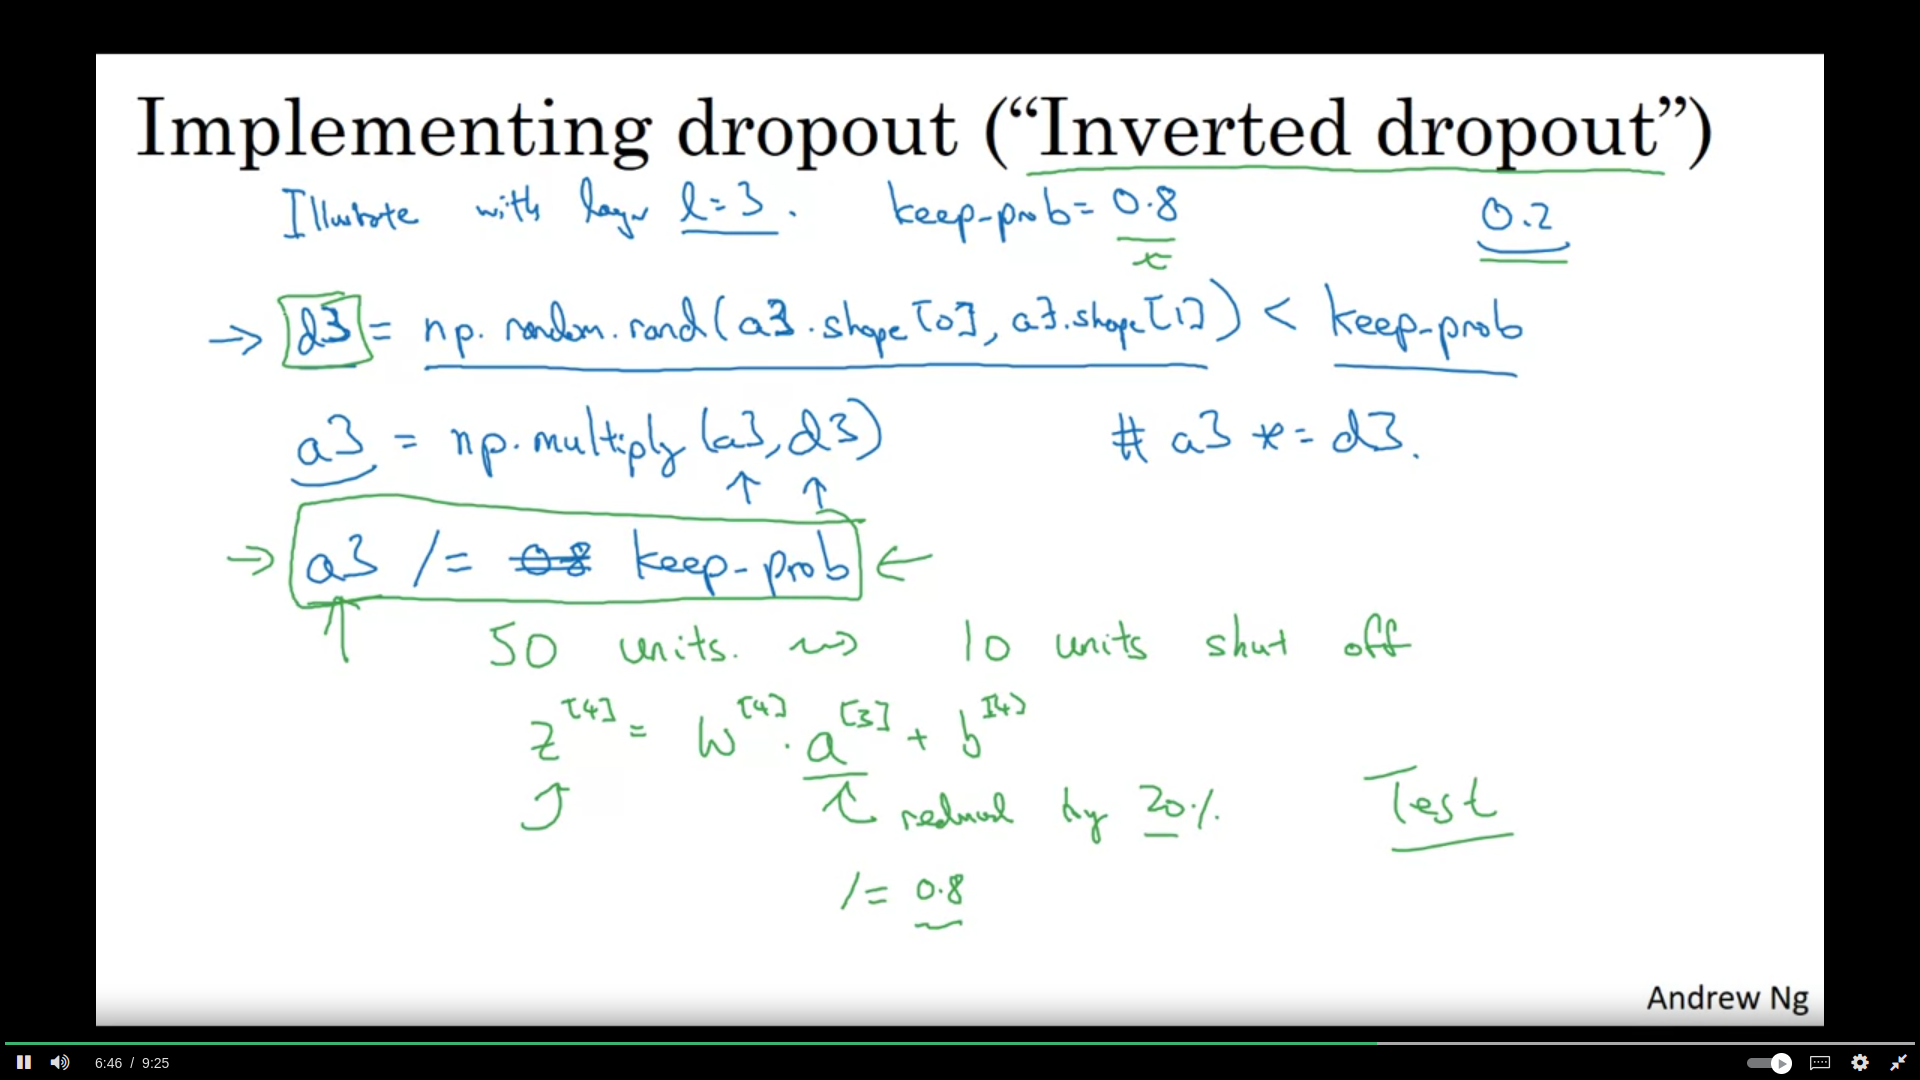 Implementing dropout (“Inverted dropout”)
Illustrate with layer l=3. keep-prob= 0.8 0.2
→ d3 = np.random.rand(a3.shape[0], a3.shape[1]) < keep-prob
a3 = np.multiply(a3, d3) # a3 *= d3.
→ a3 /= 0.8 keep-prob ←
50 units. ⇝ 10 units shut off
z[4] = W[4] . a[3] + b[4]
reduced by 20%. Test
/= 0.8
Andrew Ng
6:46 / 9:25